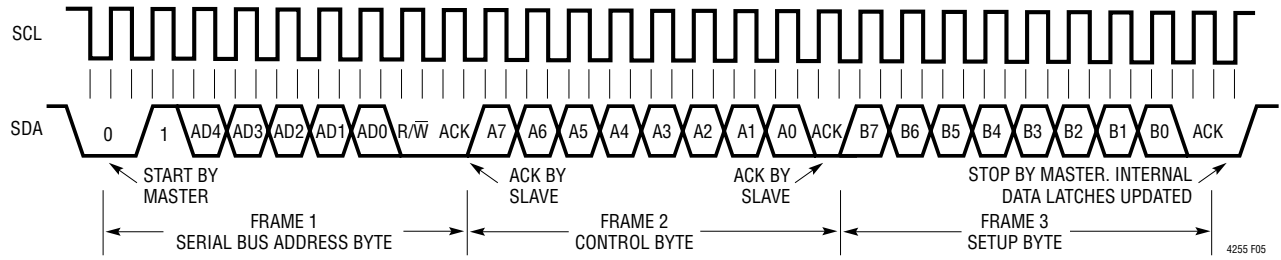 SCL
SDA 0 1 AD4 AD3 AD2 AD1 AD0 R/W̅ ACK A7 A6 A5 A4 A3 A2 A1 A0 ACK B7 B6 B5 B4 B3 B2 B1 B0 ACK
START BY
MASTER
ACK BY
SLAVE
ACK BY
SLAVE
STOP BY MASTER. INTERNAL
DATA LATCHES UPDATED
FRAME 1
SERIAL BUS ADDRESS BYTE
FRAME 2
CONTROL BYTE
FRAME 3
SETUP BYTE
4255 F05